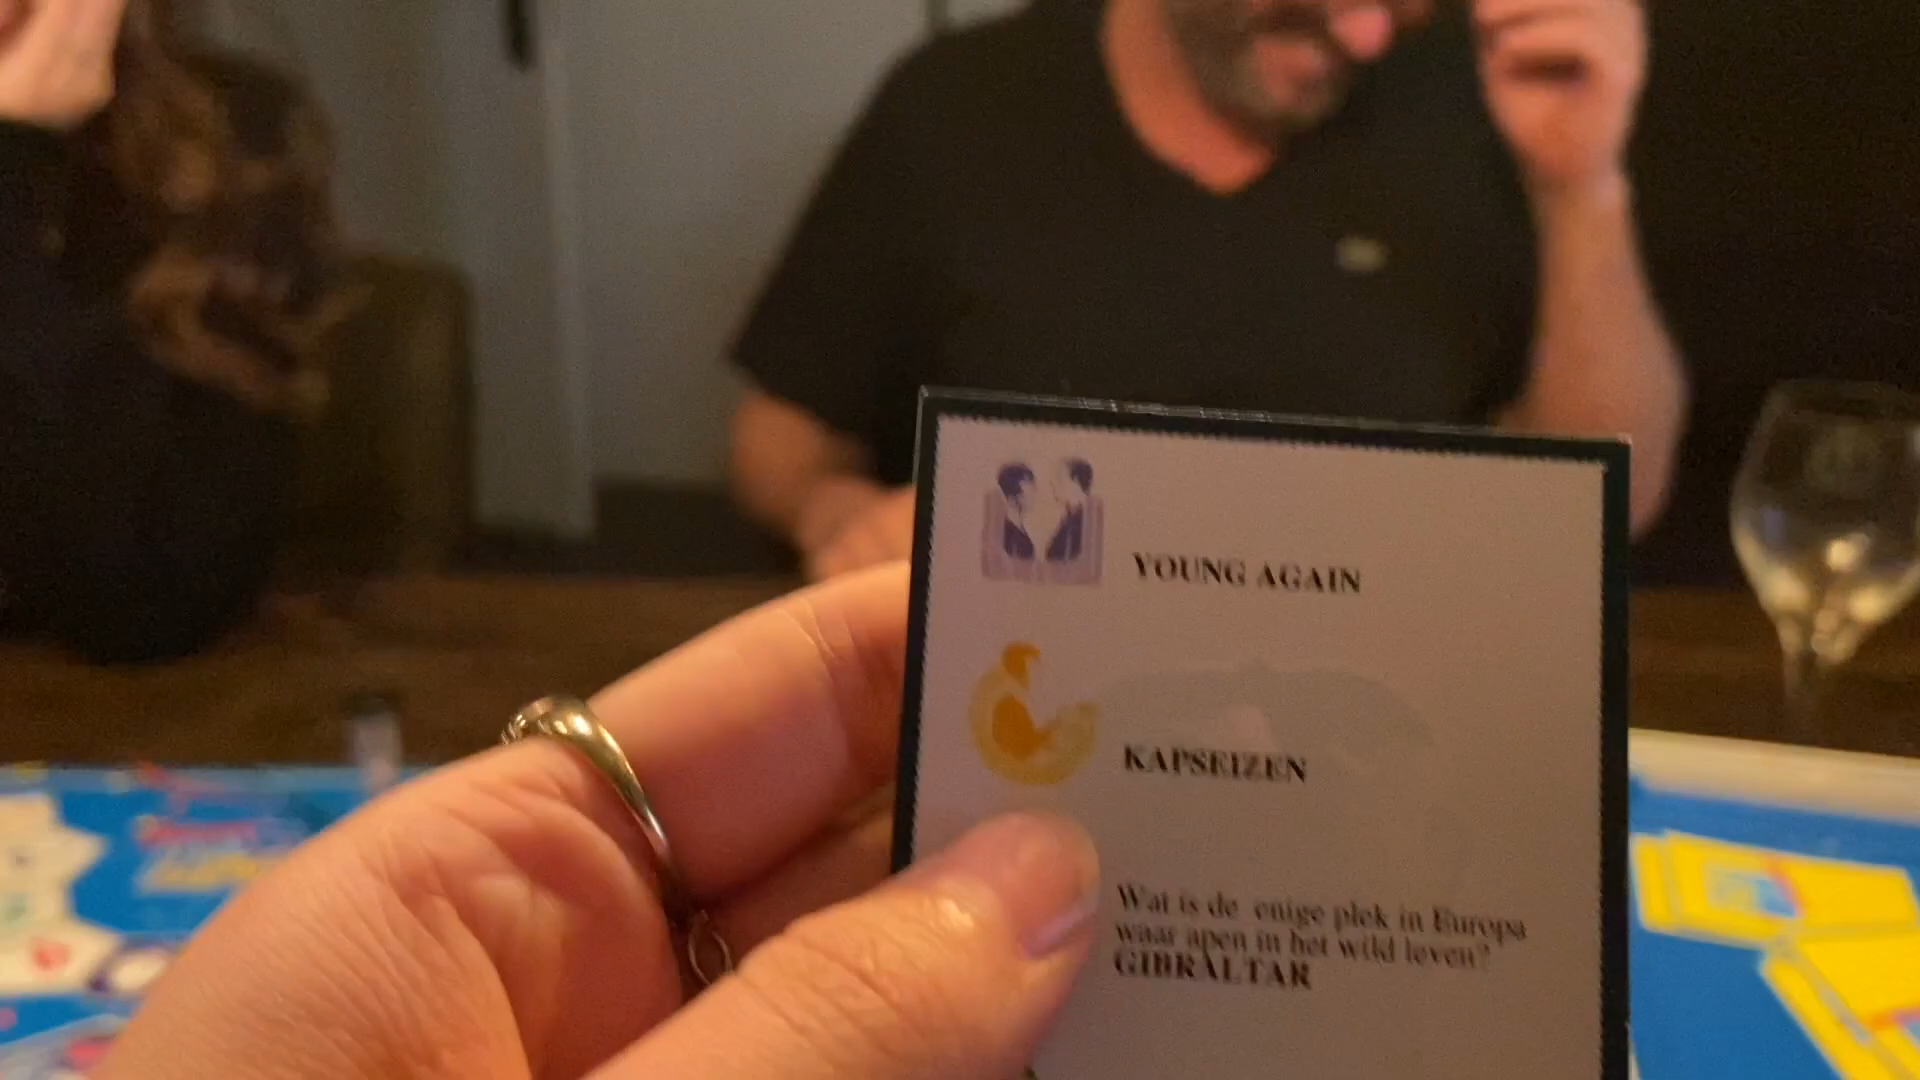 YOUNG AGAIN
KAPSEIZEN
Wat is de enige plek in Europa
waar apen in het wild leven?
GIBRALTAR